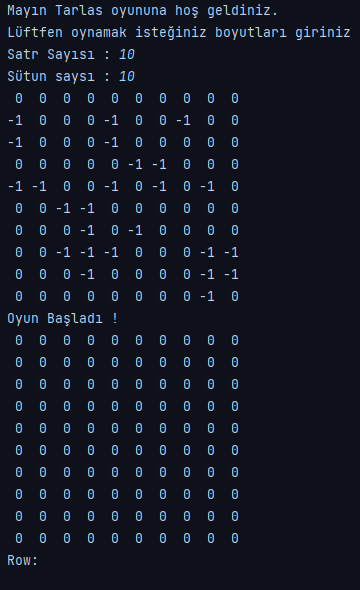 Mayın Tarlas oyununa hoş geldiniz.
Lüftfen oynamak isteğiniz boyutları giriniz
Satr Sayısı : 10
Sütun saysı : 10
0 0 0 0 0 0 0 0 0 0
-1 0 0 0 -1 0 0 -1 0 0
-1 0 0 0 -1 0 0 0 0 0
0 0 0 0 0 -1 -1 0 0 0
-1 -1 0 0 -1 0 -1 0 -1 0
0 0 -1 -1 0 0 0 0 0 0
0 0 0 -1 0 -1 0 0 0 0
0 0 -1 -1 -1 0 0 0 -1 -1
0 0 0 -1 0 0 0 0 -1 -1
0 0 0 0 0 0 0 0 -1 0
Oyun Başladı !
0 0 0 0 0 0 0 0 0 0
0 0 0 0 0 0 0 0 0 0
0 0 0 0 0 0 0 0 0 0
0 0 0 0 0 0 0 0 0 0
0 0 0 0 0 0 0 0 0 0
0 0 0 0 0 0 0 0 0 0
0 0 0 0 0 0 0 0 0 0
0 0 0 0 0 0 0 0 0 0
0 0 0 0 0 0 0 0 0 0
0 0 0 0 0 0 0 0 0 0
Row: